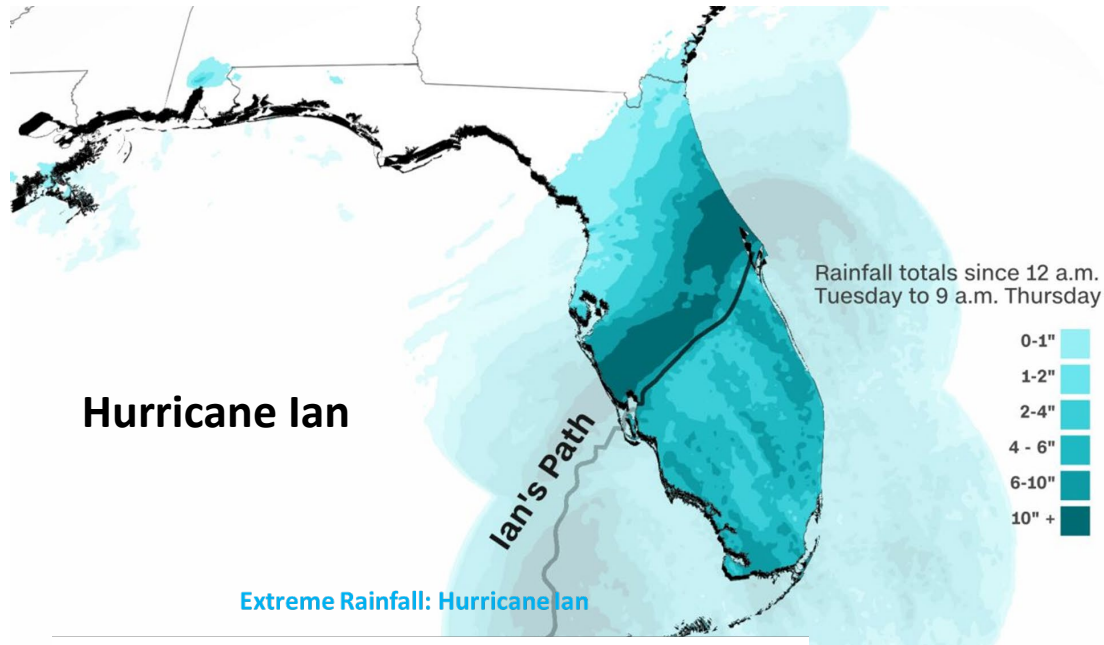 Rainfall totals since 12 a.m.
Tuesday to 9 a.m. Thursday
0-1"
1-2"
2-4"
4 - 6"
6-10"
10" +
Hurricane Ian
Ian's Path
Extreme Rainfall: Hurricane Ian